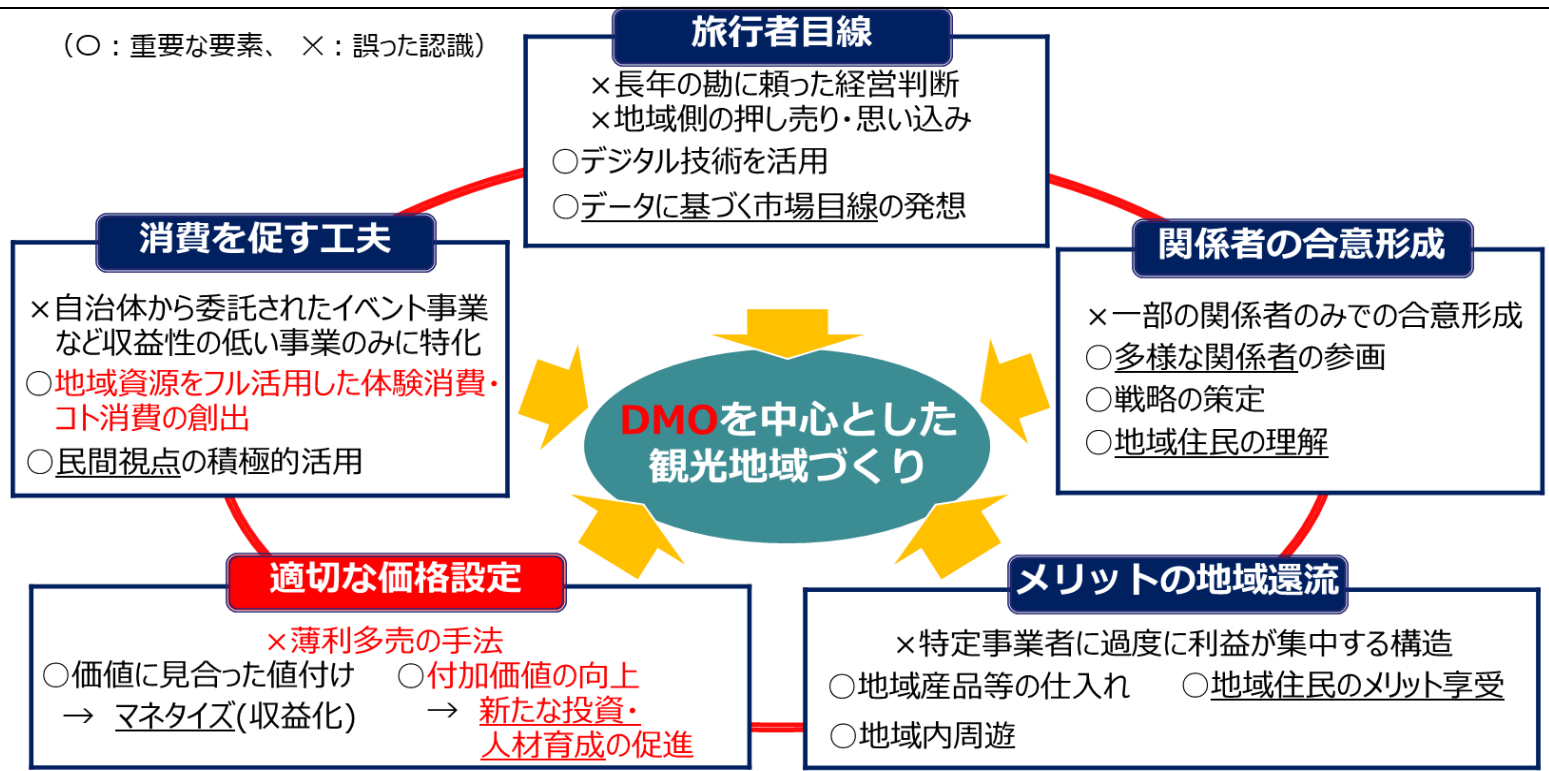 （○：重要な要素、 ×：誤った認識）
旅行者目線
×長年の勘に頼った経営判断
×地域側の押し売り・思い込み
○デジタル技術を活用
○データに基づく市場目線の発想
消費を促す工夫
×自治体から委託されたイベント事業
など収益性の低い事業のみに特化
○地域資源をフル活用した体験消費・
コト消費の創出
○民間視点の積極的活用
関係者の合意形成
×一部の関係者のみでの合意形成
○多様な関係者の参画
○戦略の策定
○地域住民の理解
DMOを中心とした
観光地域づくり
適切な価格設定
×薄利多売の手法
○価値に見合った値付け
→ マネタイズ(収益化)
○付加価値の向上
→ 新たな投資・
人材育成の促進
メリットの地域還流
×特定事業者に過度に利益が集中する構造
○地域産品等の仕入れ ○地域住民のメリット享受
○地域内周遊